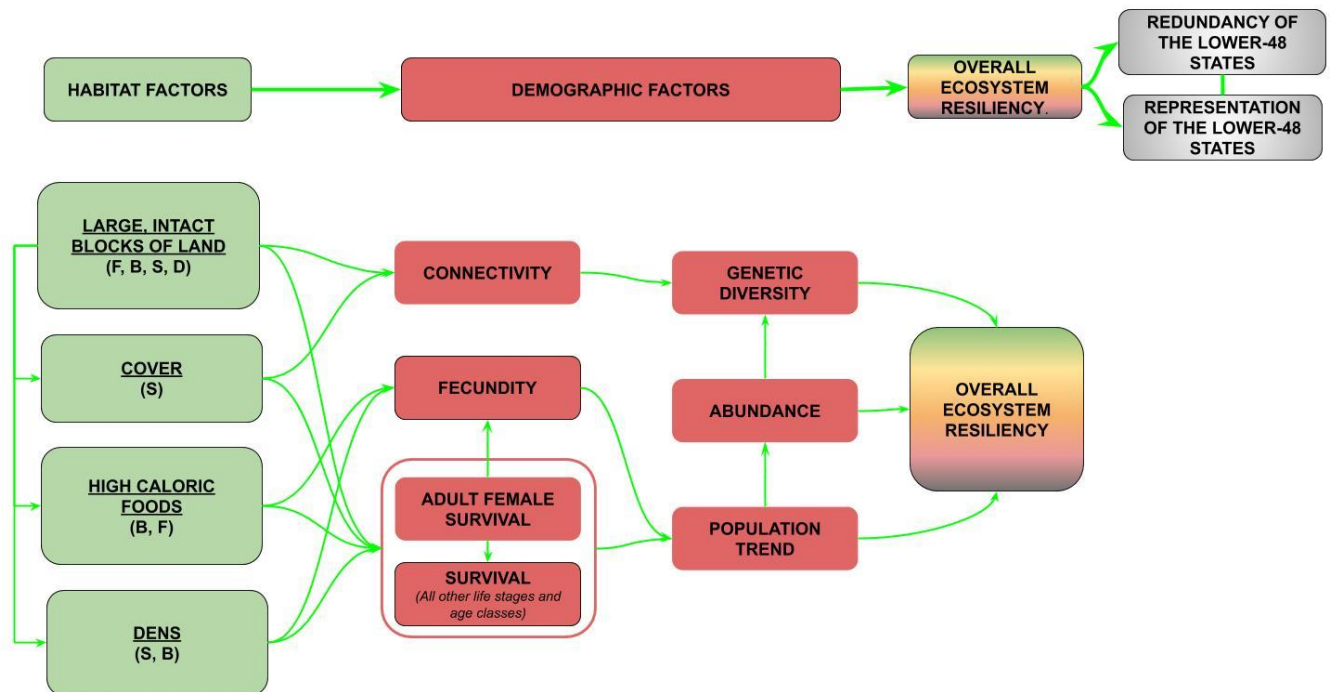 HABITAT FACTORS
DEMOGRAPHIC FACTORS
OVERALL
ECOSYSTEM
RESILIENCY.
REDUNDANCY OF
THE LOWER-48
STATES
REPRESENTATION
OF THE LOWER-48
STATES
LARGE, INTACT
BLOCKS OF LAND
(F, B, S, D)
COVER
(S)
HIGH CALORIC
FOODS
(B, F)
DENS
(S, B)
CONNECTIVITY
FECUNDITY
ADULT FEMALE
SURVIVAL
SURVIVAL
(All other life stages and
age classes)
GENETIC
DIVERSITY
ABUNDANCE
POPULATION
TREND
OVERALL
ECOSYSTEM
RESILIENCY